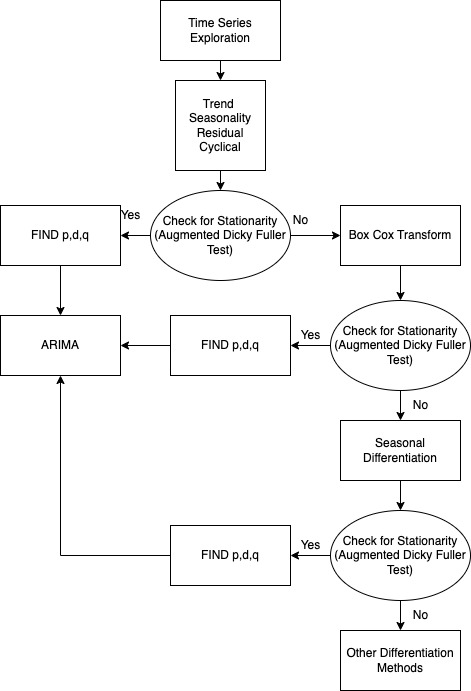 Time Series
Exploration
Trend
Seasonality
Residual
Cyclical
Check for Stationarity
(Augmented Dicky Fuller
Test)
Yes
No
FIND p,d,q
Box Cox Transform
ARIMA
FIND p,d,q
Yes
Check for Stationarity
(Augmented Dicky Fuller
Test)
No
Seasonal
Differentiation
FIND p,d,q
Yes
Check for Stationarity
(Augmented Dicky Fuller
Test)
No
Other Differentiation
Methods